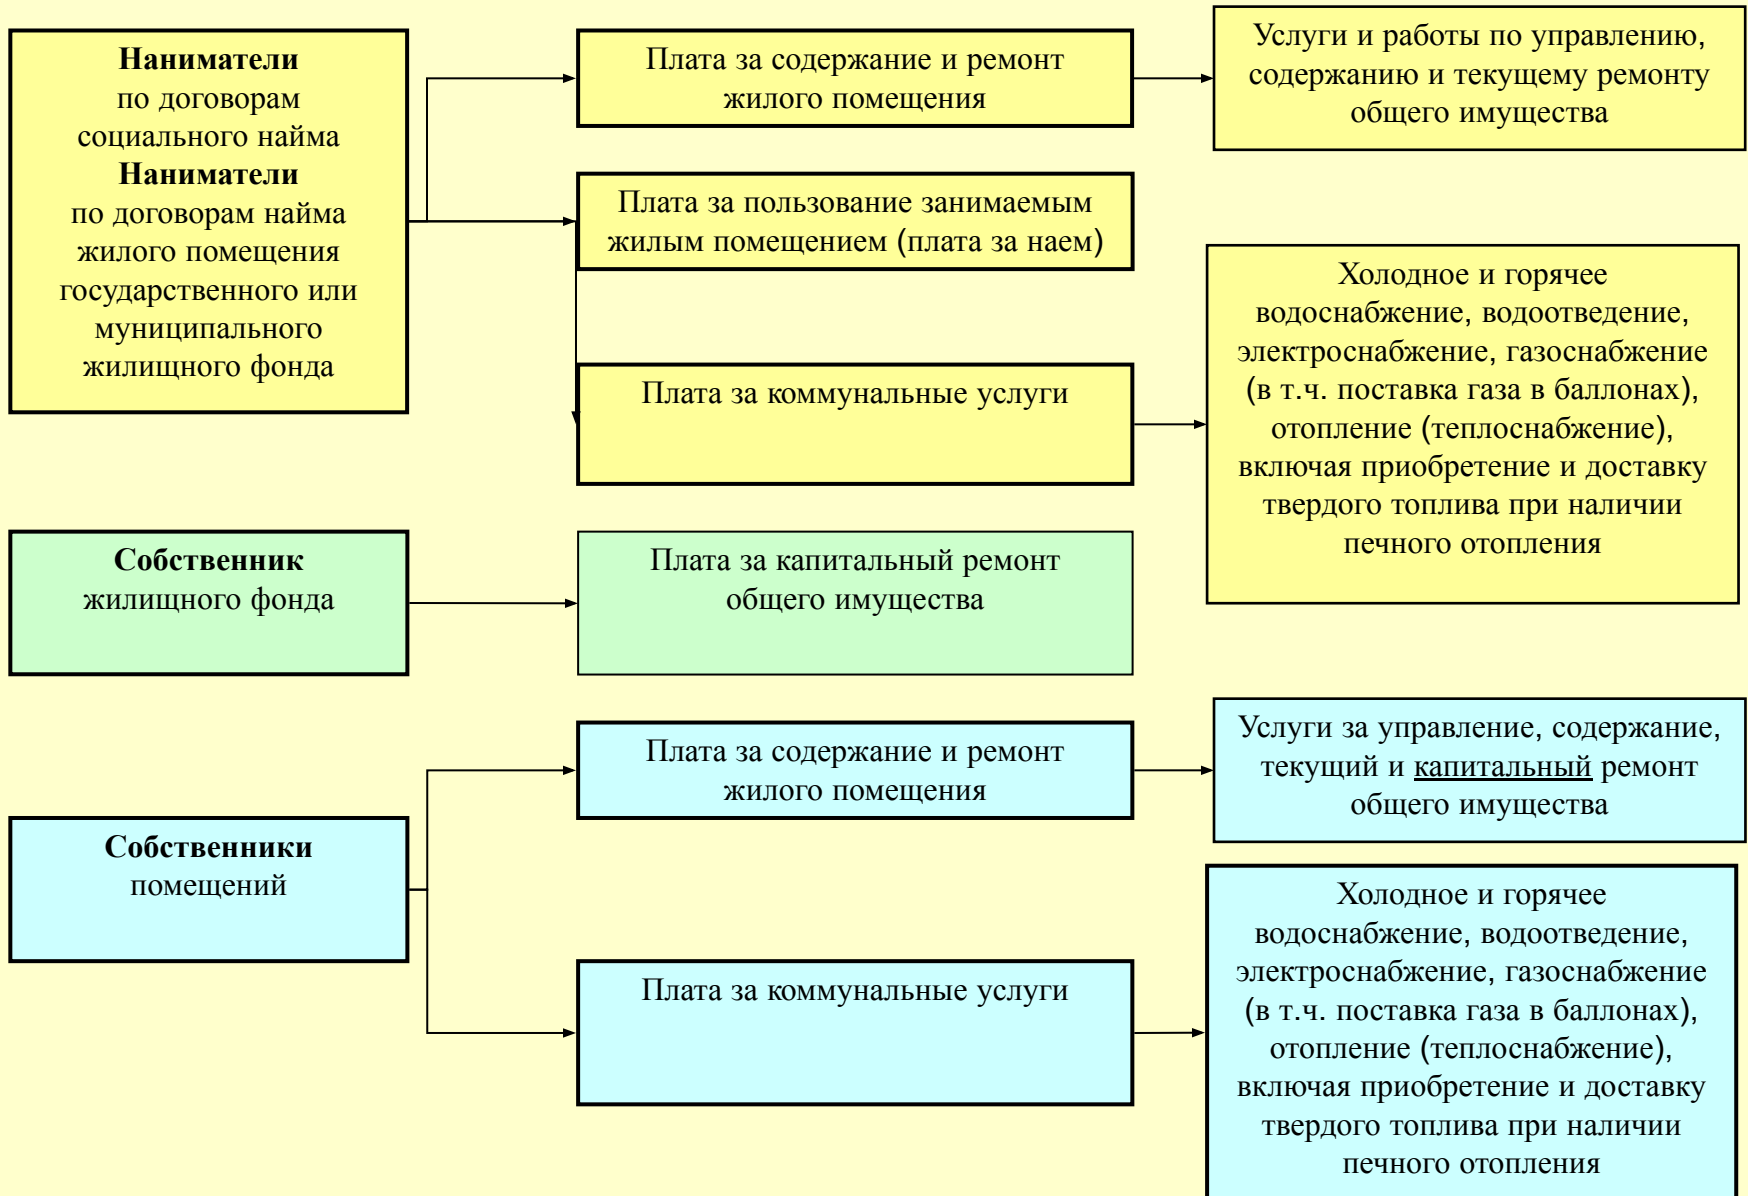 Наниматели
по договорам
социального найма
Наниматели
по договорам найма
жилого помещения
государственного или
муниципального
жилищного фонда
Плата за содержание и ремонт
жилого помещения
Услуги и работы по управлению,
содержанию и текущему ремонту
общего имущества
Плата за пользование занимаемым
жилым помещением (плата за наем)
Плата за коммунальные услуги
Холодное и горячее
водоснабжение, водоотведение,
электроснабжение, газоснабжение
(в т.ч. поставка газа в баллонах),
отопление (теплоснабжение),
включая приобретение и доставку
твердого топлива при наличии
печного отопления
Собственник
жилищного фонда
Плата за капитальный ремонт
общего имущества
Собственники
помещений
Плата за содержание и ремонт
жилого помещения
Услуги за управление, содержание,
текущий и капитальный ремонт
общего имущества
Плата за коммунальные услуги
Холодное и горячее
водоснабжение, водоотведение,
электроснабжение, газоснабжение
(в т.ч. поставка газа в баллонах),
отопление (теплоснабжение),
включая приобретение и доставку
твердого топлива при наличии
печного отопления